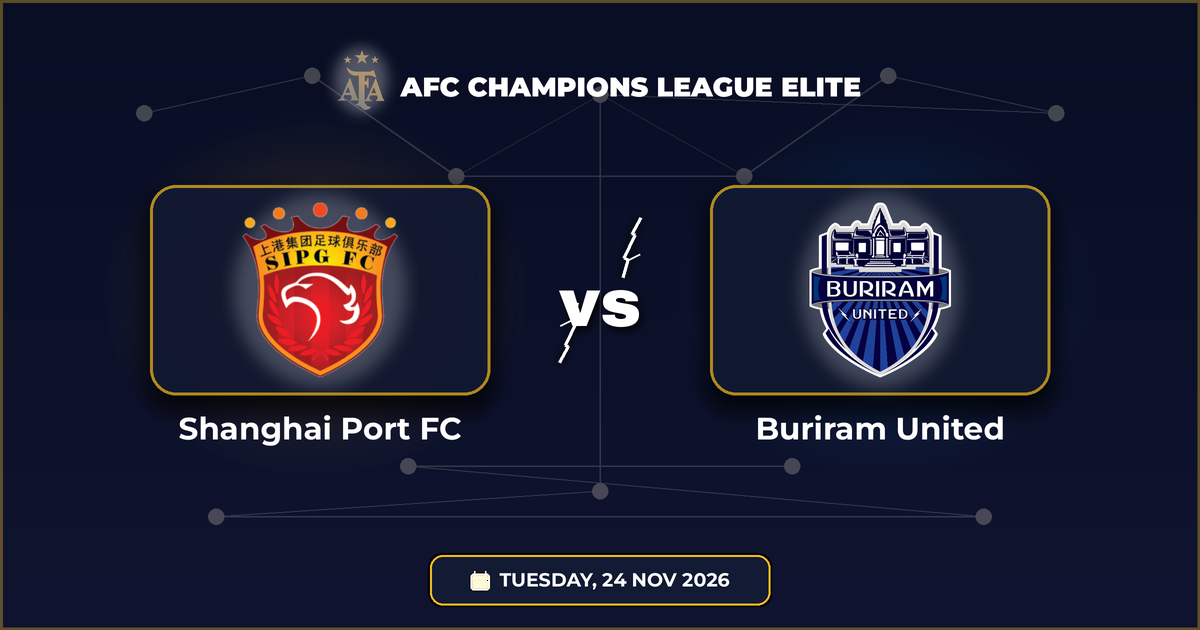 AFA
AFC CHAMPIONS LEAGUE ELITE
上港集团足球俱乐部
SIPG FC
VS
BURIRAM
UNITED
Shanghai Port FC
Buriram United
TUESDAY, 24 NOV 2026